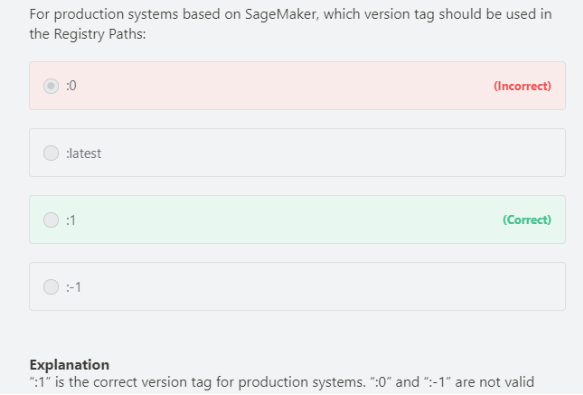 For production systems based on SageMaker, which version tag should be used in
the Registry Paths:
:0 (Incorrect)
:latest
:1 (Correct)
:-1
Explanation
":1" is the correct version tag for production systems. ":0" and ":-1" are not valid